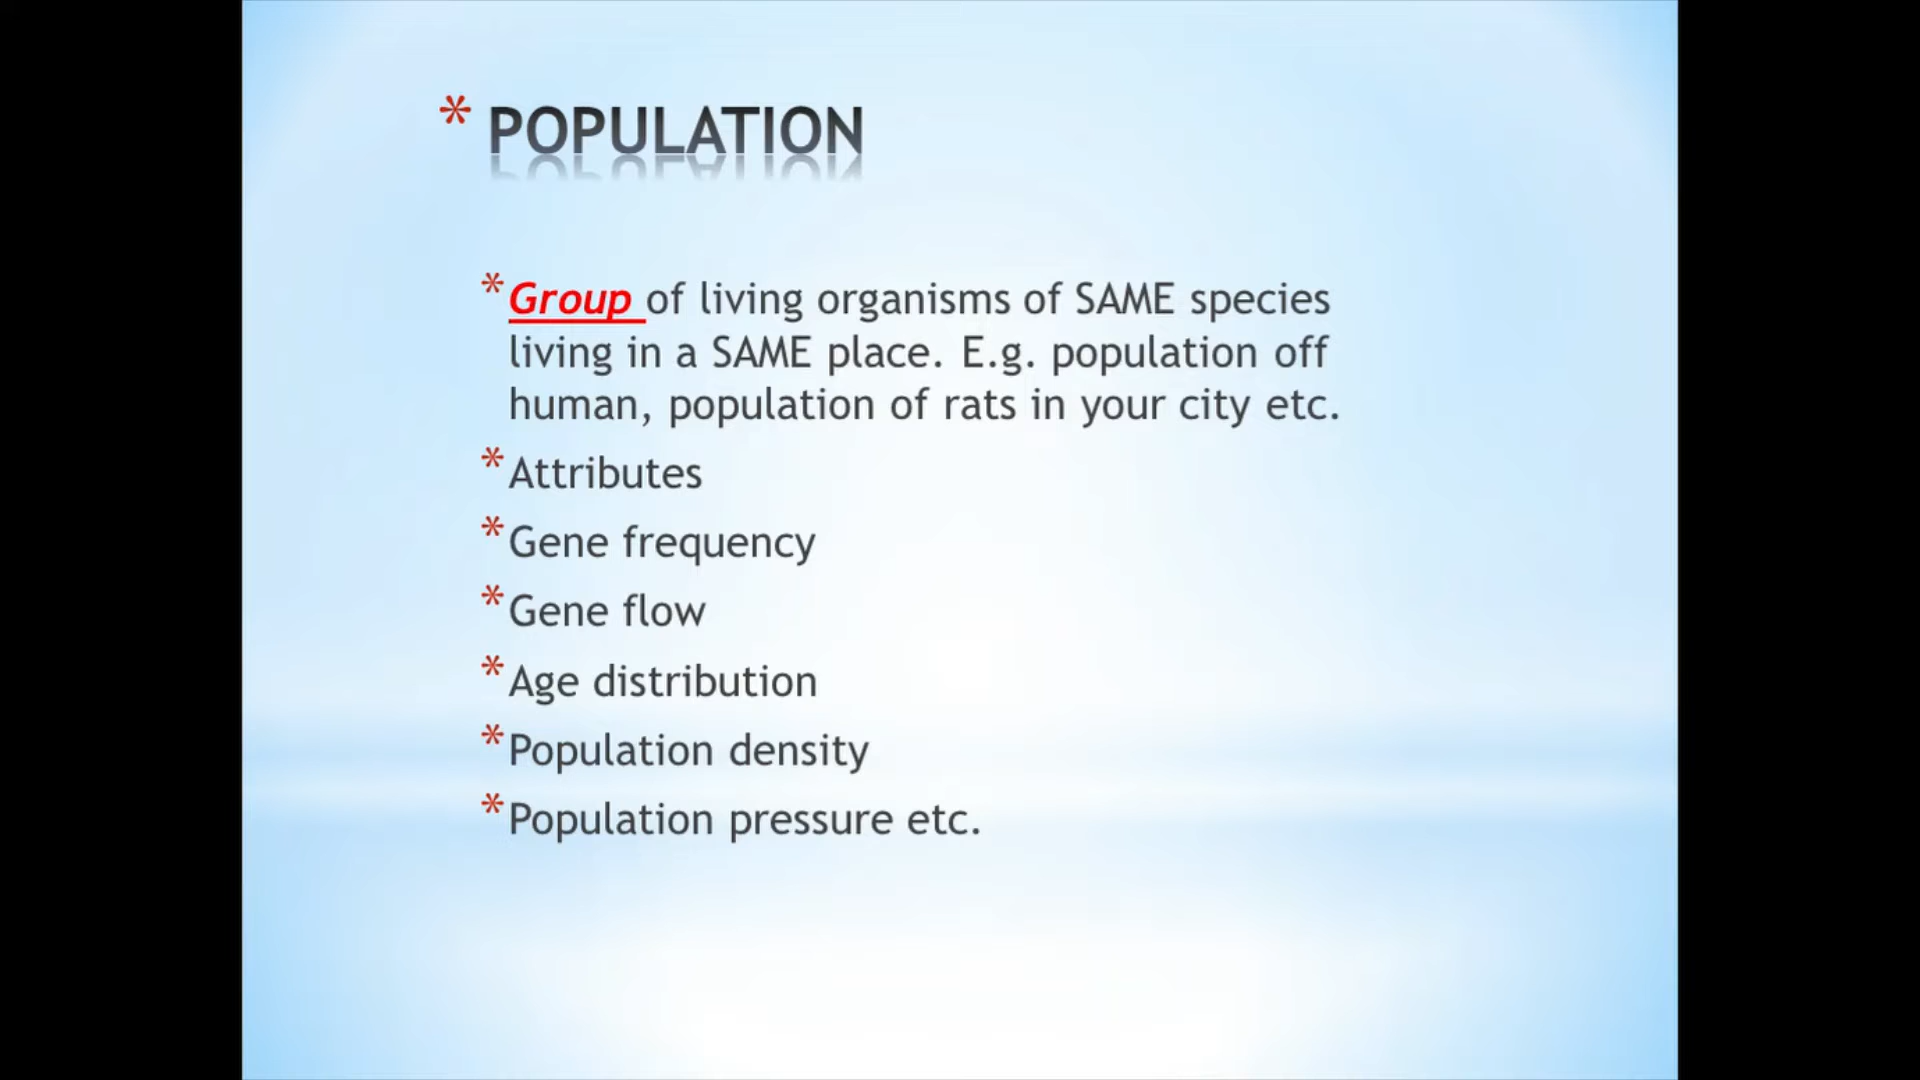 * POPULATION
* Group of living organisms of SAME species
living in a SAME place. E.g. population off
human, population of rats in your city etc.
* Attributes
* Gene frequency
* Gene flow
* Age distribution
* Population density
* Population pressure etc.